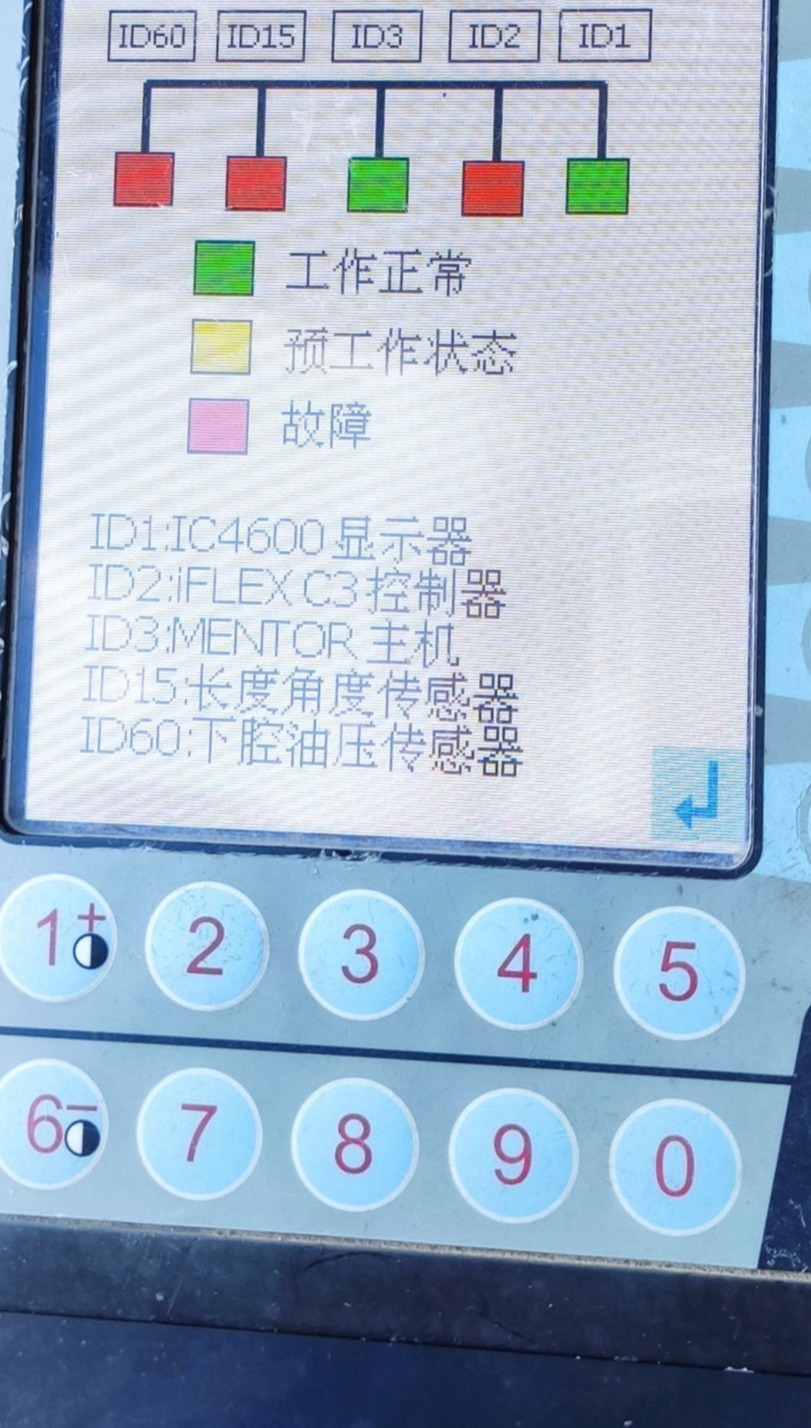 ID60 ID15 ID3 ID2 ID1
工作正常
预工作状态
故障
ID1:IC4600 显示器
ID2:iFLEX C3 控制器
ID3:MENTOR 主机
ID15:长度角度传感器
ID60:下腔油压传感器
1+ 2 3 4 5
6- 7 8 9 0